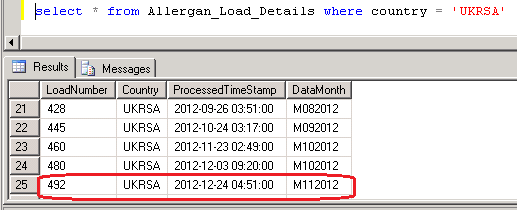 select * from Allergan_Load_Details where country = 'UKRSA'
Results Messages
LoadNumber Country ProcessedTimeStamp DataMonth
21 428 UKRSA 2012-09-26 03:51:00 M082012
22 445 UKRSA 2012-10-24 03:17:00 M092012
23 460 UKRSA 2012-11-23 02:49:00 M102012
24 480 UKRSA 2012-12-03 09:20:00 M102012
25 492 UKRSA 2012-12-24 04:51:00 M112012